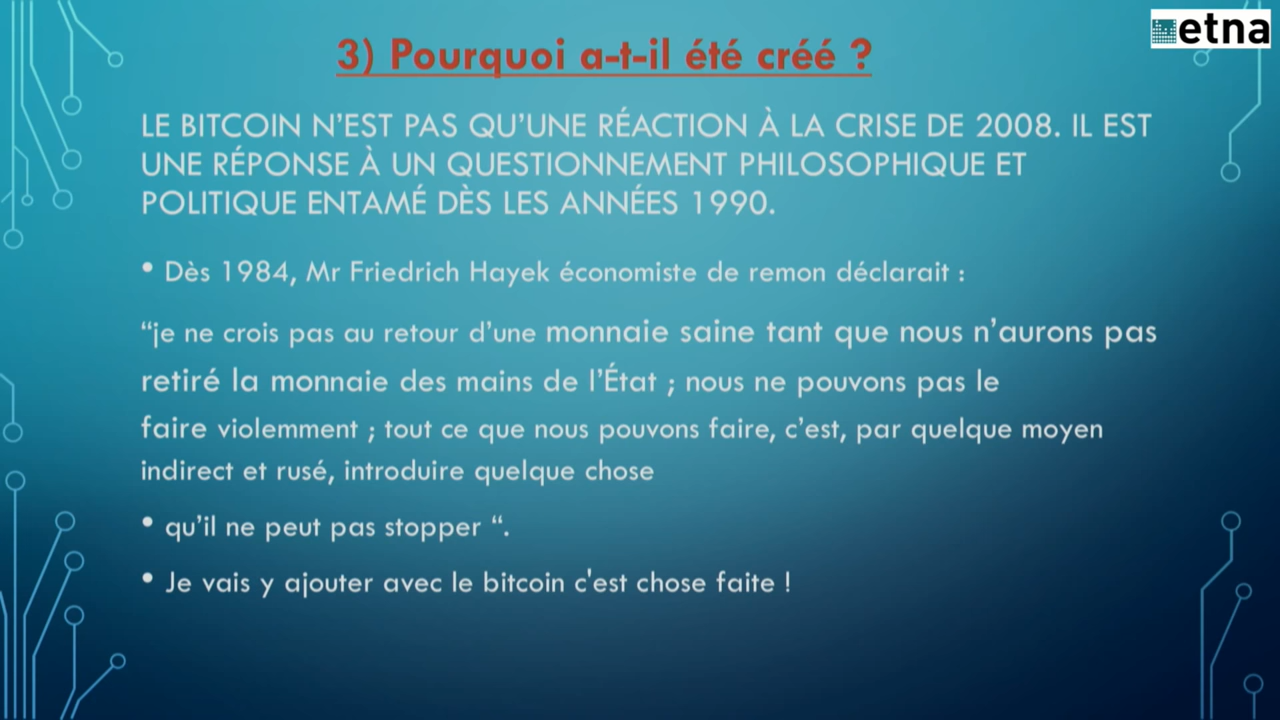 etna
3) Pourquoi a-t-il été créé ?
LE BITCOIN N’EST PAS QU’UNE RÉACTION À LA CRISE DE 2008. IL EST
UNE RÉPONSE À UN QUESTIONNEMENT PHILOSOPHIQUE ET
POLITIQUE ENTAMÉ DÈS LES ANNÉES 1990.
• Dès 1984, Mr Friedrich Hayek économiste de remon déclarait :
“je ne crois pas au retour d’une monnaie saine tant que nous n’aurons pas
retiré la monnaie des mains de l’État ; nous ne pouvons pas le
faire violemment ; tout ce que nous pouvons faire, c’est, par quelque moyen
indirect et rusé, introduire quelque chose
• qu’il ne peut pas stopper “.
• Je vais y ajouter avec le bitcoin c'est chose faite !